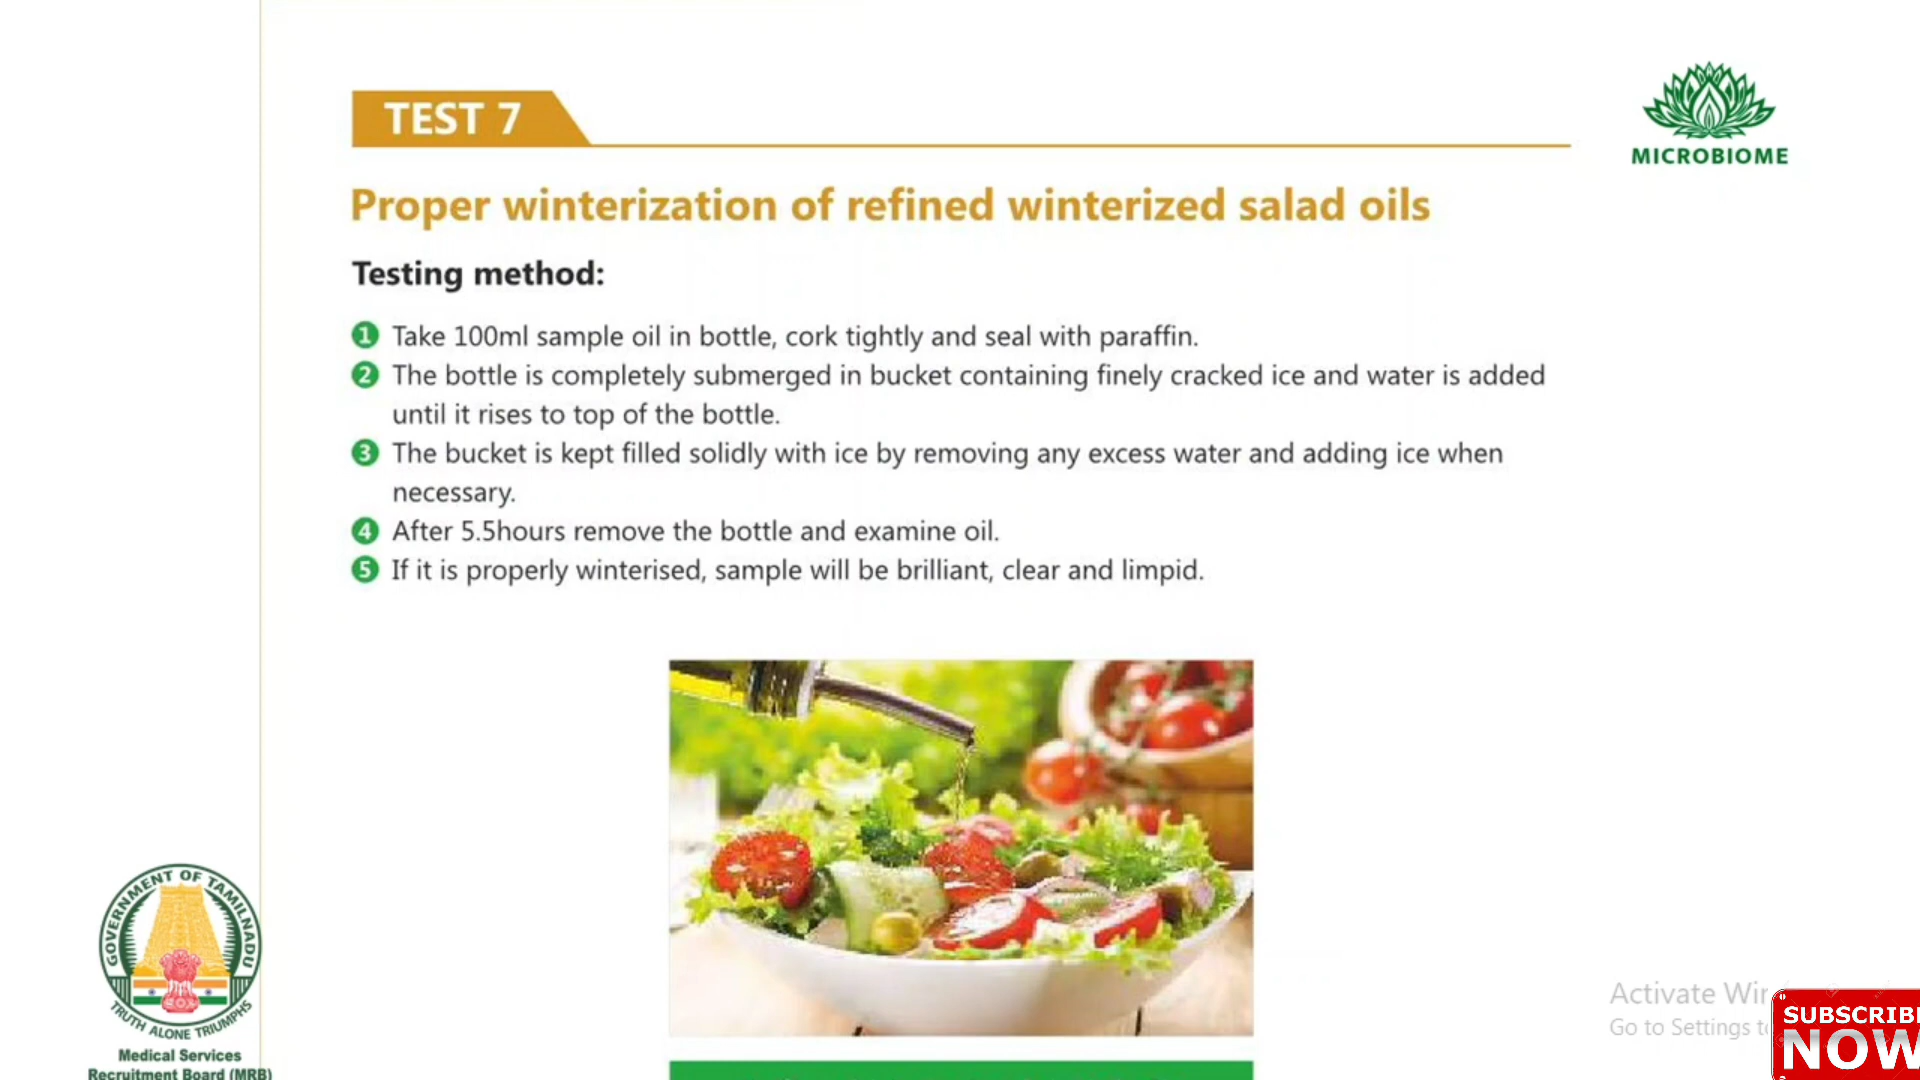 TEST 7
MICROBIOME
Proper winterization of refined winterized salad oils
Testing method:
1 Take 100ml sample oil in bottle, cork tightly and seal with paraffin.
2 The bottle is completely submerged in bucket containing finely cracked ice and water is added
until it rises to top of the bottle.
3 The bucket is kept filled solidly with ice by removing any excess water and adding ice when
necessary.
4 After 5.5hours remove the bottle and examine oil.
5 If it is properly winterised, sample will be brilliant, clear and limpid.
GOVERNMENT OF TAMILNADU
TRUTH ALONE TRIUMPHS
Medical Services
Recruitment Board (MRB)
Activate
Go to Settings
SUBSCRIB
NOW